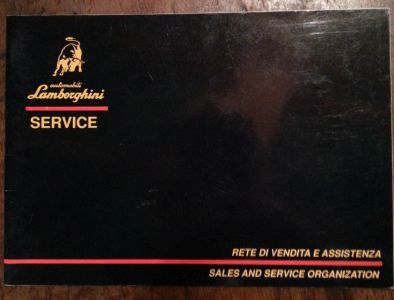 automobili
Lamborghini
SERVICE
RETE DI VENDITA E ASSISTENZA
SALES AND SERVICE ORGANIZATION